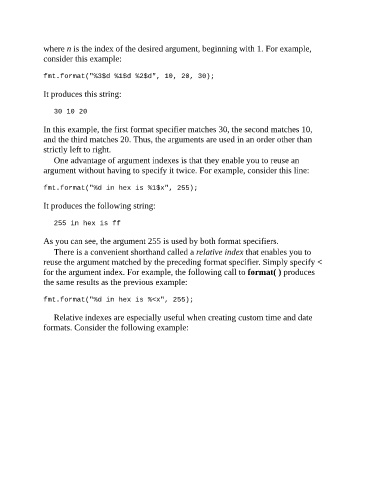 where n is the index of the desired argument, beginning with 1. For example,
consider this example:
fmt.format("%3$d %1$d %2$d", 10, 20, 30);
It produces this string:
30 10 20
In this example, the first format specifier matches 30, the second matches 10,
and the third matches 20. Thus, the arguments are used in an order other than
strictly left to right.
One advantage of argument indexes is that they enable you to reuse an
argument without having to specify it twice. For example, consider this line:
fmt.format("%d in hex is %1$x", 255);
It produces the following string:
255 in hex is ff
As you can see, the argument 255 is used by both format specifiers.
There is a convenient shorthand called a relative index that enables you to
reuse the argument matched by the preceding format specifier. Simply specify <
for the argument index. For example, the following call to format( ) produces
the same results as the previous example:
fmt.format("%d in hex is %<x", 255);
Relative indexes are especially useful when creating custom time and date
formats. Consider the following example: